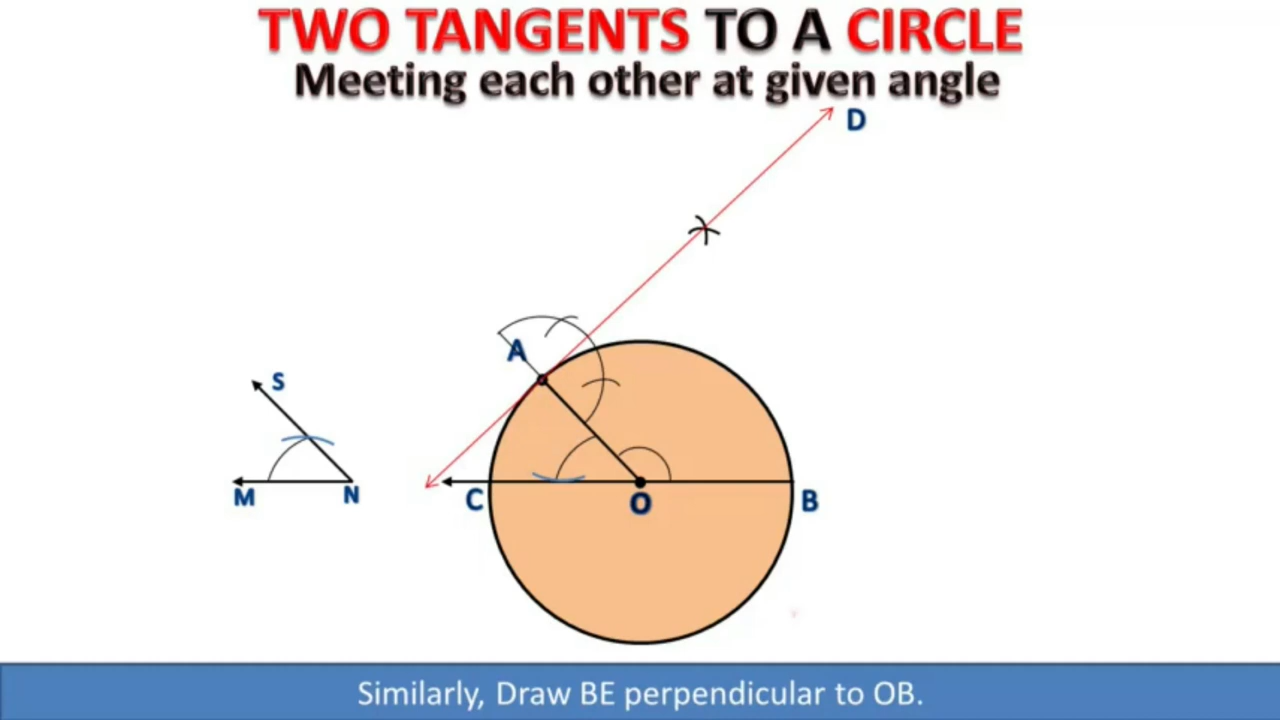 TWO TANGENTS TO A CIRCLE
Meeting each other at given angle
D
A
S
M
N
C
O
B
Similarly, Draw BE perpendicular to OB.